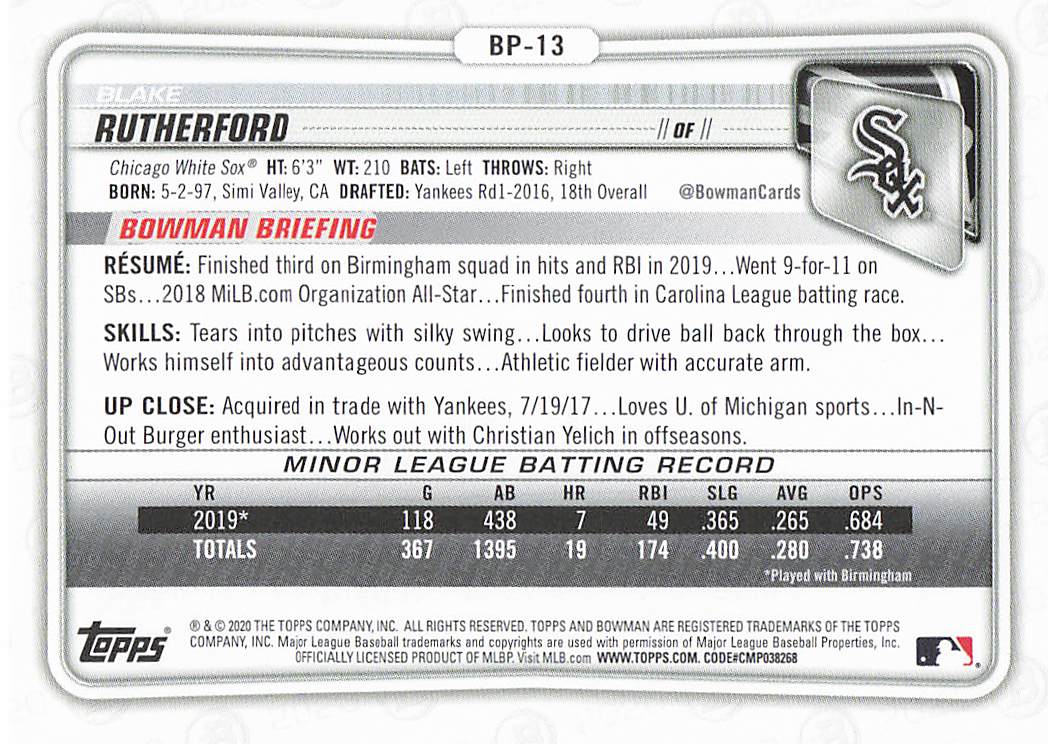 BP-13
BLAKE
RUTHERFORD // OF //
Chicago White Sox® HT: 6'3" WT: 210 BATS: Left THROWS: Right
BORN: 5-2-97, Simi Valley, CA DRAFTED: Yankees Rd1-2016, 18th Overall @BowmanCards
Sox
BOWMAN BRIEFING
RÉSUMÉ: Finished third on Birmingham squad in hits and RBI in 2019...Went 9-for-11 on
SBs...2018 MiLB.com Organization All-Star...Finished fourth in Carolina League batting race.
SKILLS: Tears into pitches with silky swing...Looks to drive ball back through the box...
Works himself into advantageous counts...Athletic fielder with accurate arm.
UP CLOSE: Acquired in trade with Yankees, 7/19/17...Loves U. of Michigan sports...In-N-
Out Burger enthusiast...Works out with Christian Yelich in offseasons.
MINOR LEAGUE BATTING RECORD
YR G AB HR RBI SLG AVG OPS
2019* 118 438 7 49 .365 .265 .684
TOTALS 367 1395 19 174 .400 .280 .738
*Played with Birmingham
topps®
® & © 2020 THE TOPPS COMPANY, INC. ALL RIGHTS RESERVED. TOPPS AND BOWMAN ARE REGISTERED TRADEMARKS OF THE TOPPS
COMPANY, INC. Major League Baseball trademarks and copyrights are used with permission of Major League Baseball Properties, Inc.
OFFICIALLY LICENSED PRODUCT OF MLBP. Visit MLB.com WWW.TOPPS.COM. CODE#CMP038268